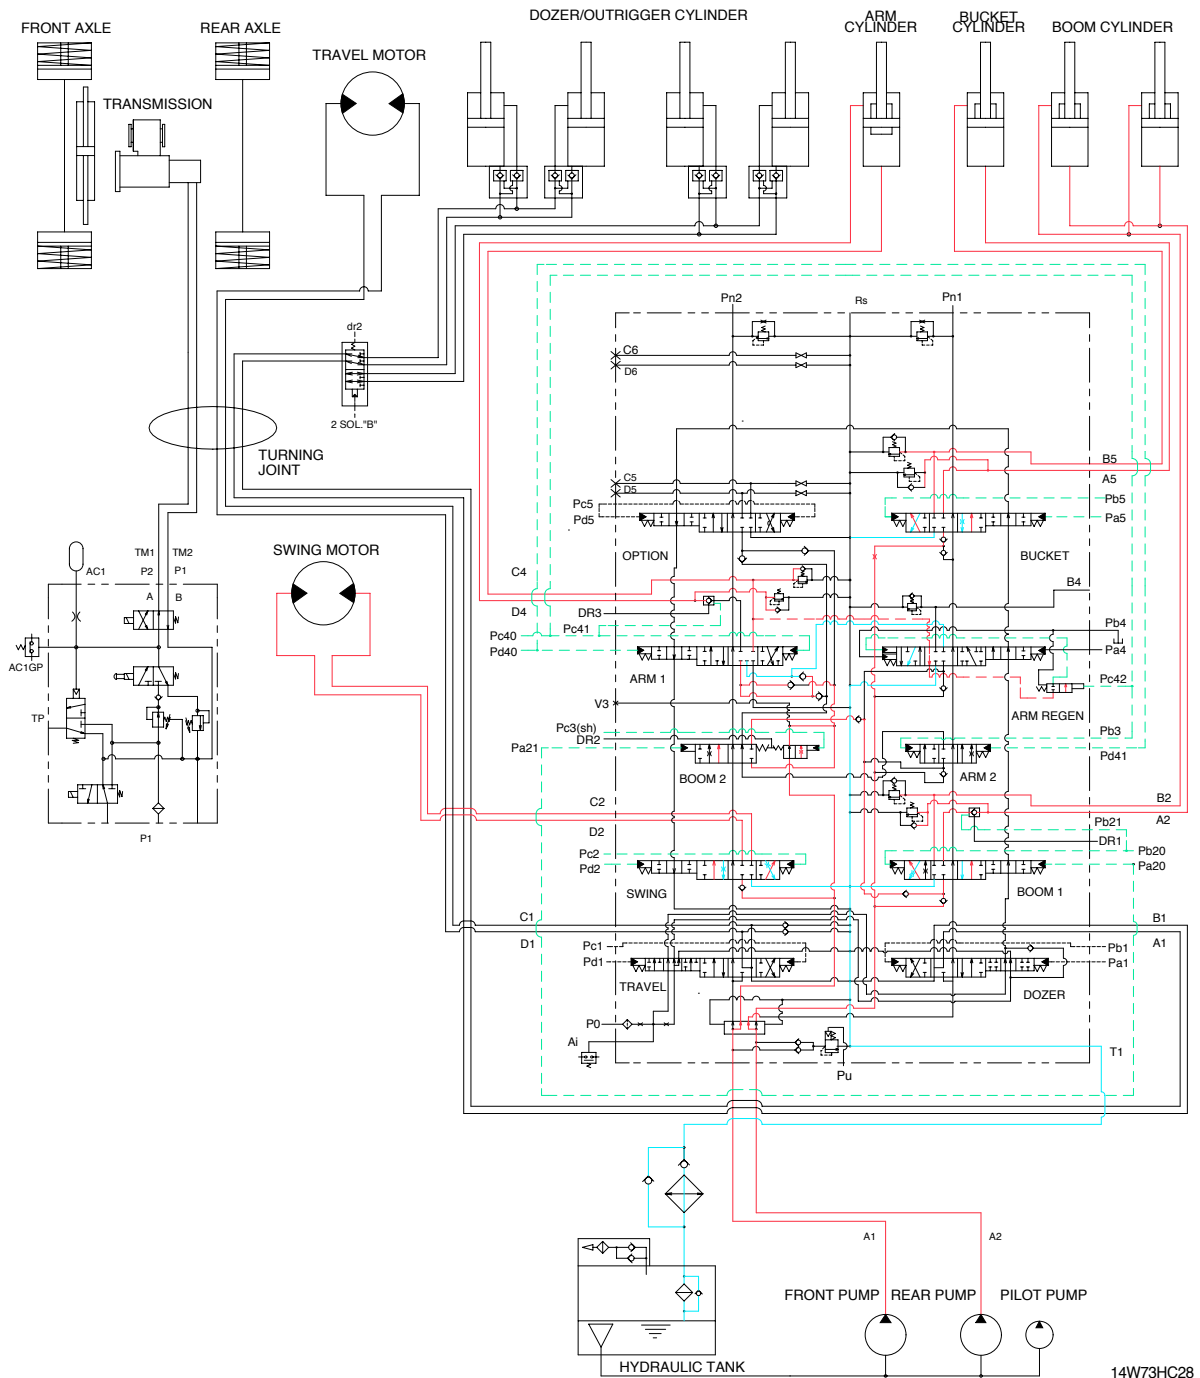 DOZER/OUTRIGGER CYLINDER
ARM
CYLINDER
BUCKET
CYLINDER
BOOM CYLINDER
FRONT AXLE
REAR AXLE
TRAVEL MOTOR
TRANSMISSION
Pn2
Rs
Pn1
dr2
C6
D6
2 SOL."B"
TURNING
JOINT
B5
A5
C5
D5
Pc5
Pd5
Pb5
Pa5
OPTION
BUCKET
SWING MOTOR
TM1
TM2
P2
P1
A
B
AC1
AC1GP
TP
P1
C4
D4
DR3
B4
Pc40
Pc41
Pd40
Pb4
Pa4
Pc42
ARM 1
ARM REGEN
V3
Pc3(sh)
DR2
Pa21
Pb3
Pd41
BOOM 2
ARM 2
C2
D2
B2
A2
Pb21
DR1
Pc2
Pd2
Pb20
Pa20
SWING
BOOM 1
C1
D1
B1
A1
Pc1
Pd1
Pb1
Pa1
TRAVEL
DOZER
P0
Ai
T1
Pu
A1
A2
FRONT PUMP
REAR PUMP
PILOT PUMP
HYDRAULIC TANK
14W73HC28